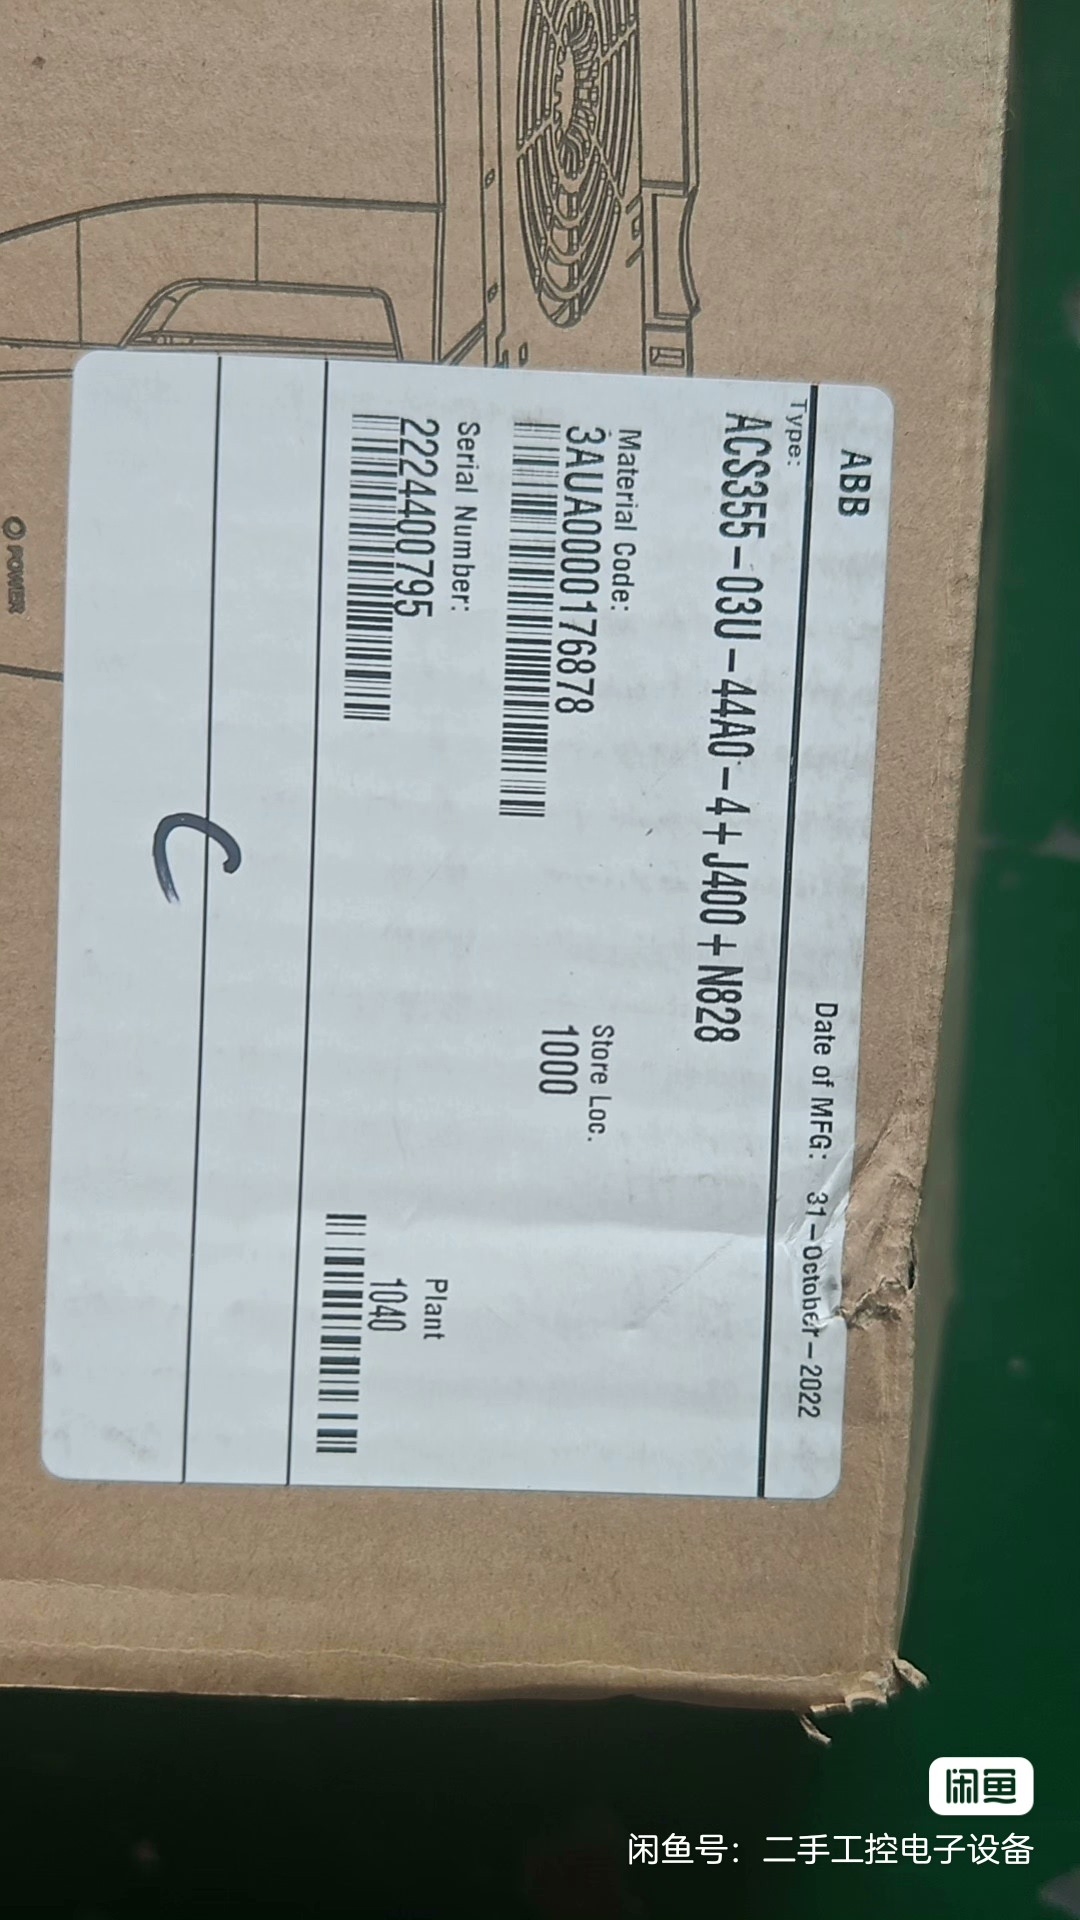 ABB
Date of MFG: 31-October-2022
Type:
ACS355-03U-44A0-4+J400+N828
Material Code:
3AUA0000176878
Store Loc.
1000
Serial Number:
2224400795
Plant
1040
C
POWER
闲鱼
闲鱼号：二手工控电子设备